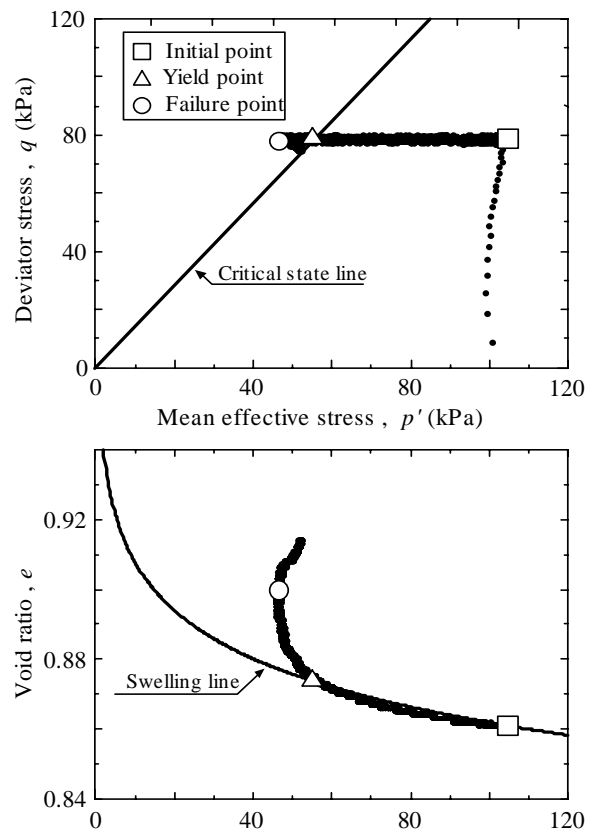 120
Initial point
Yield point
Failure point
80
40
0
Deviator stress , q (kPa)
Critical state line
0 40 80 120
Mean effective stress , p′ (kPa)
0.92
0.88
0.84
Void ratio , e
Swelling line
0 40 80 120